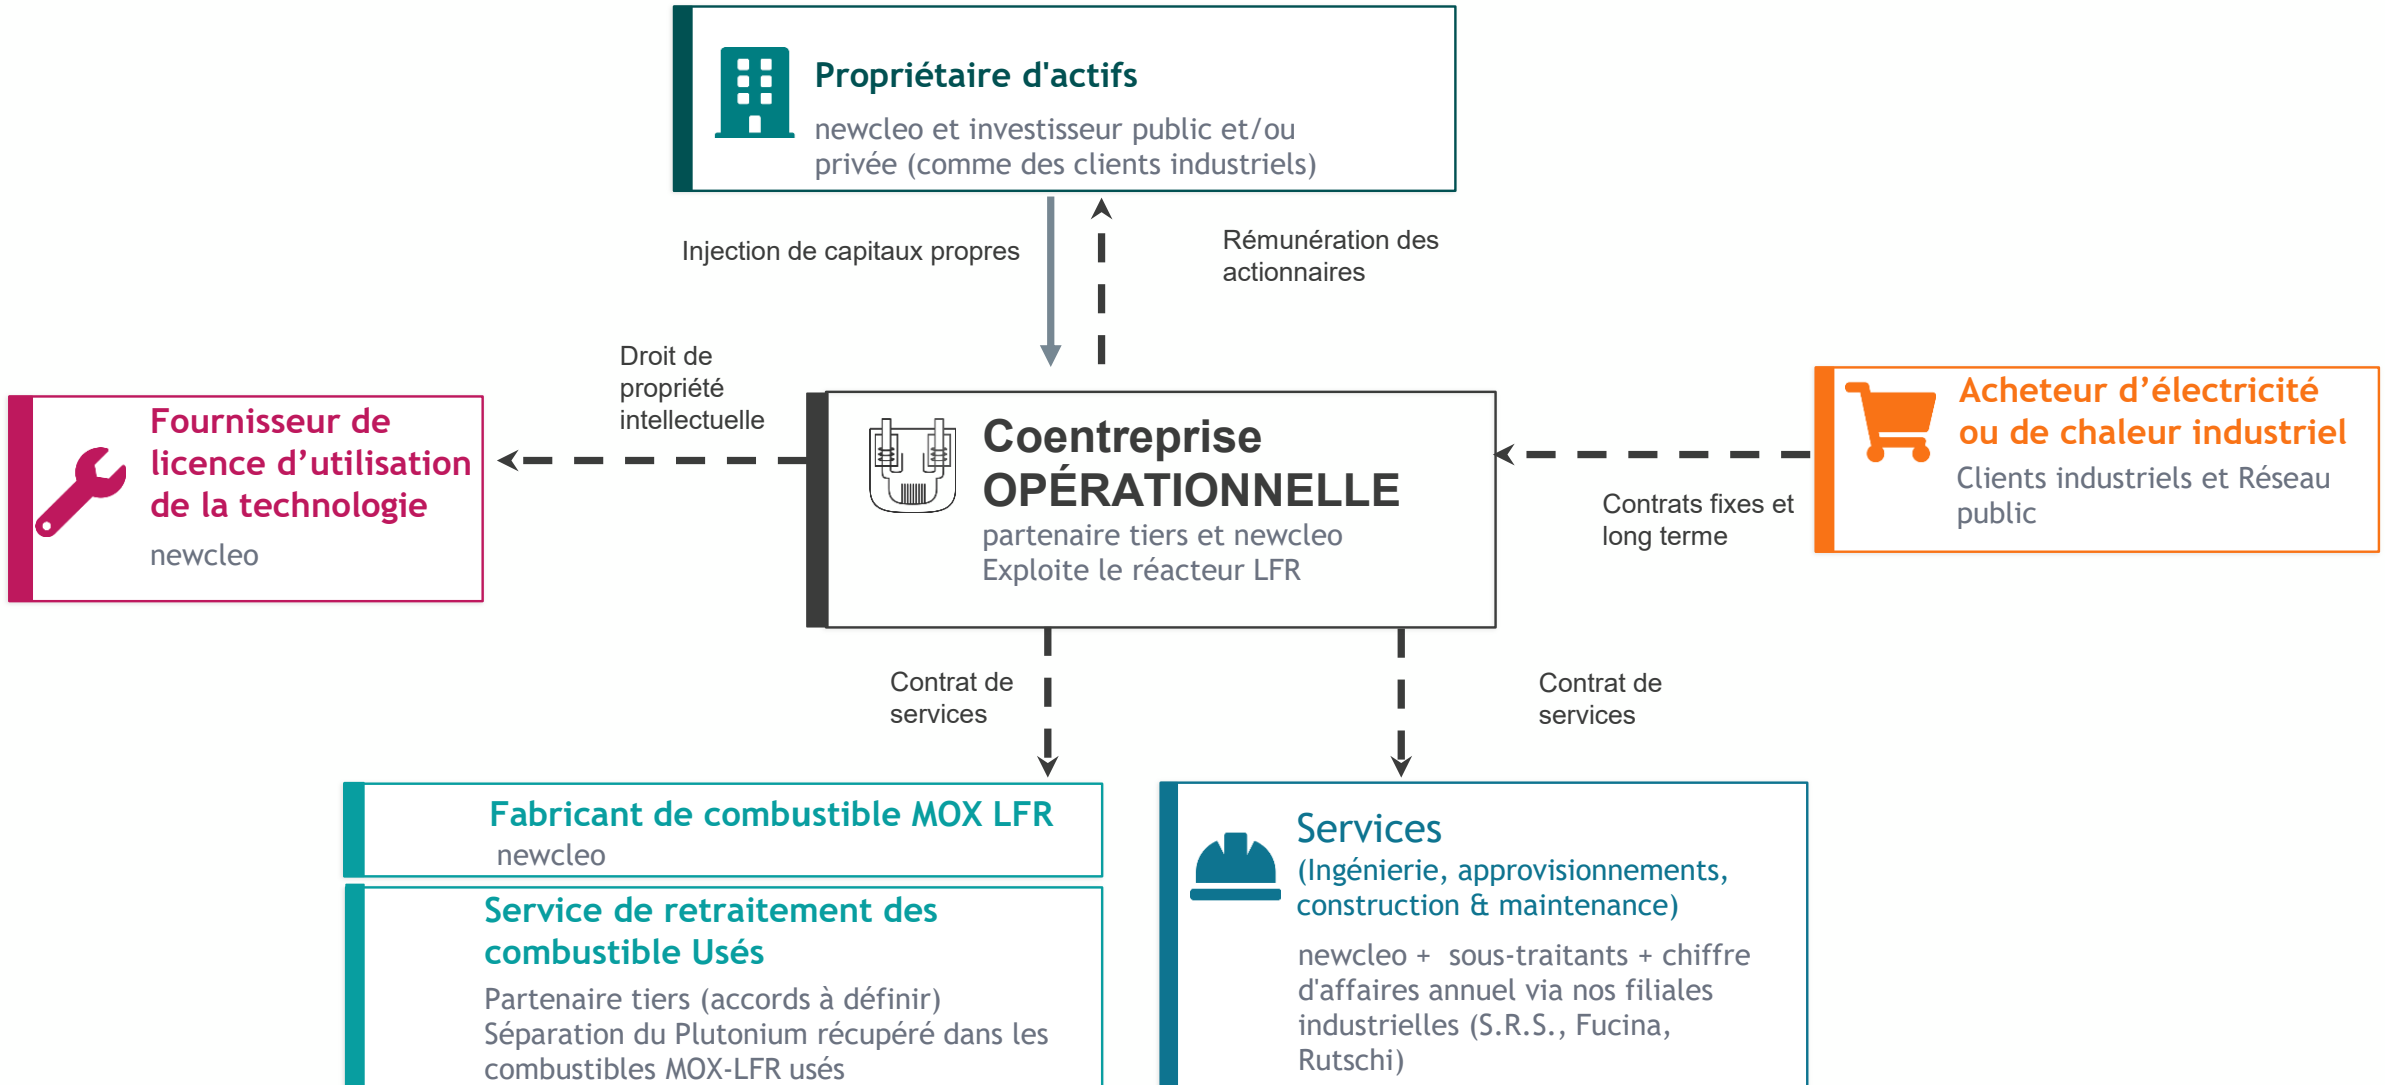 Propriétaire d'actifs
newcleo et investisseur public et/ou
privée (comme des clients industriels)
Injection de capitaux propres
Rémunération des
actionnaires
Droit de
propriété
intellectuelle
Fournisseur de
licence d’utilisation
de la technologie
newcleo
Coentreprise
OPÉRATIONNELLE
partenaire tiers et newcleo
Exploite le réacteur LFR
Contrats fixes et
long terme
Acheteur d’électricité
ou de chaleur industriel
Clients industriels et Réseau
public
Contrat de
services
Contrat de
services
Fabricant de combustible MOX LFR
newcleo
Service de retraitement des
combustible Usés
Partenaire tiers (accords à définir)
Séparation du Plutonium récupéré dans les
combustibles MOX-LFR usés
Services
(Ingénierie, approvisionnements,
construction & maintenance)
newcleo + sous-traitants + chiffre
d'affaires annuel via nos filiales
industrielles (S.R.S., Fucina,
Rutschi)